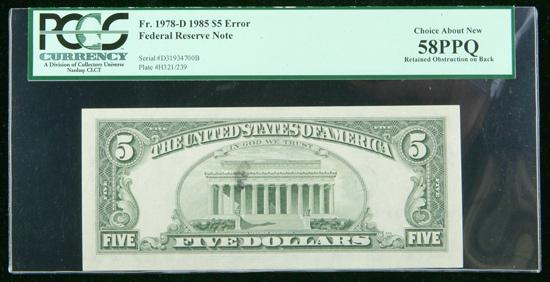 PCGS
CURRENCY
A Division of Collectors Universe
Nasdaq: CLCT
Fr. 1978-D 1985 $5 Error
Federal Reserve Note
Serial#D31934700B
Plate #H321/239
Choice About New
58PPQ
Retained Obstruction on Back
THE UNITED STATES OF AMERICA
IN GOD WE TRUST
5
5
FIVE
FIVE DOLLARS
FIVE